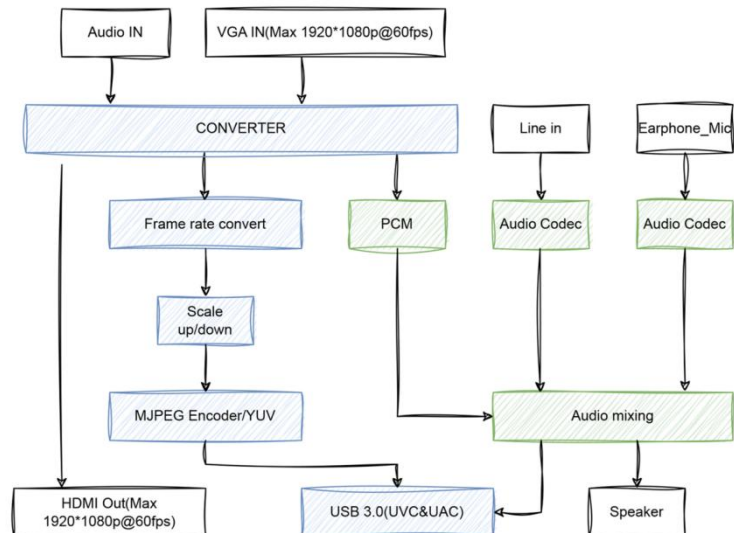 Audio IN
VGA IN(Max 1920*1080p@60fps)
CONVERTER
Line in
Earphone_Mic
Frame rate convert
PCM
Audio Codec
Audio Codec
Scale
up/down
MJPEG Encoder/YUV
Audio mixing
HDMI Out(Max
1920*1080p@60fps)
USB 3.0(UVC&UAC)
Speaker